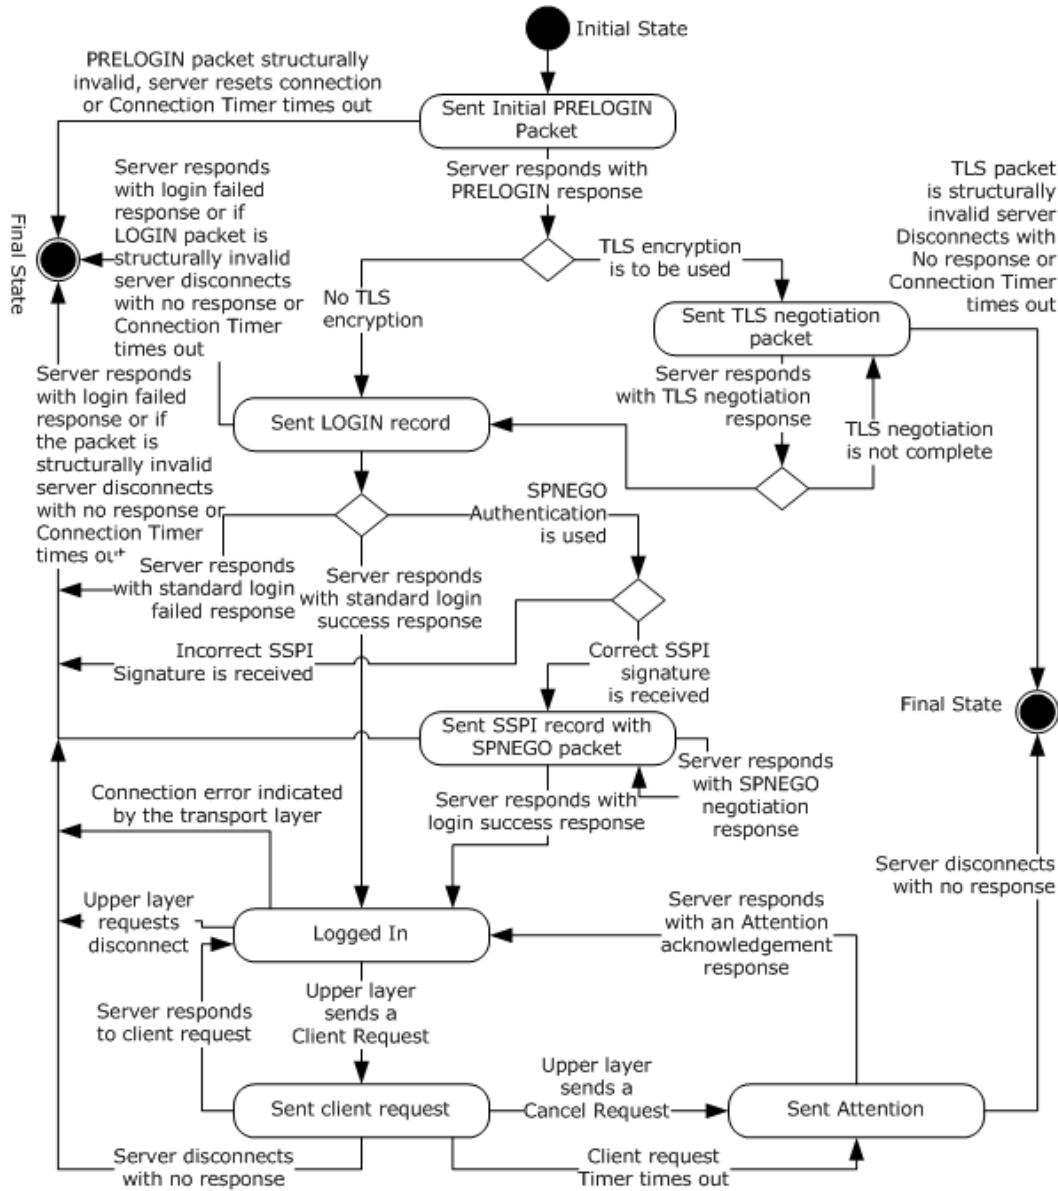 Initial State
PRELOGIN packet structurally
invalid, server resets connection
or Connection Timer times out
Sent Initial PRELOGIN
Packet
Server responds with
PRELOGIN response
Server responds
with login failed
response or if
LOGIN packet is
structurally invalid
server disconnects
with no response or
Connection Timer
times out
Final State
TLS packet
is structurally
invalid server
Disconnects with
No response or
Connection Timer
times out
TLS encryption
is to be used
No TLS
encryption
Sent TLS negotiation
packet
Server responds
with login failed
response or if
the packet is
structurally invalid
server disconnects
with no response or
Connection Timer
times out
Server responds
with TLS negotiation
response
TLS negotiation
is not complete
Sent LOGIN record
SPNEGO
Authentication
is used
Server responds
with standard login
failed response
Server responds
with standard login
success response
Incorrect SSPI
Signature is received
Correct SSPI
signature
is received
Final State
Sent SSPI record with
SPNEGO packet
Server responds
with SPNEGO
negotiation
response
Connection error indicated
by the transport layer
Server responds with
login success response
Server disconnects
with no response
Upper layer
requests
disconnect
Logged In
Server responds
with an Attention
acknowledgement
response
Server responds
to client request
Upper layer
sends a
Client Request
Sent client request
Upper layer
sends a
Cancel Request
Sent Attention
Server disconnects
with no response
Client request
Timer times out